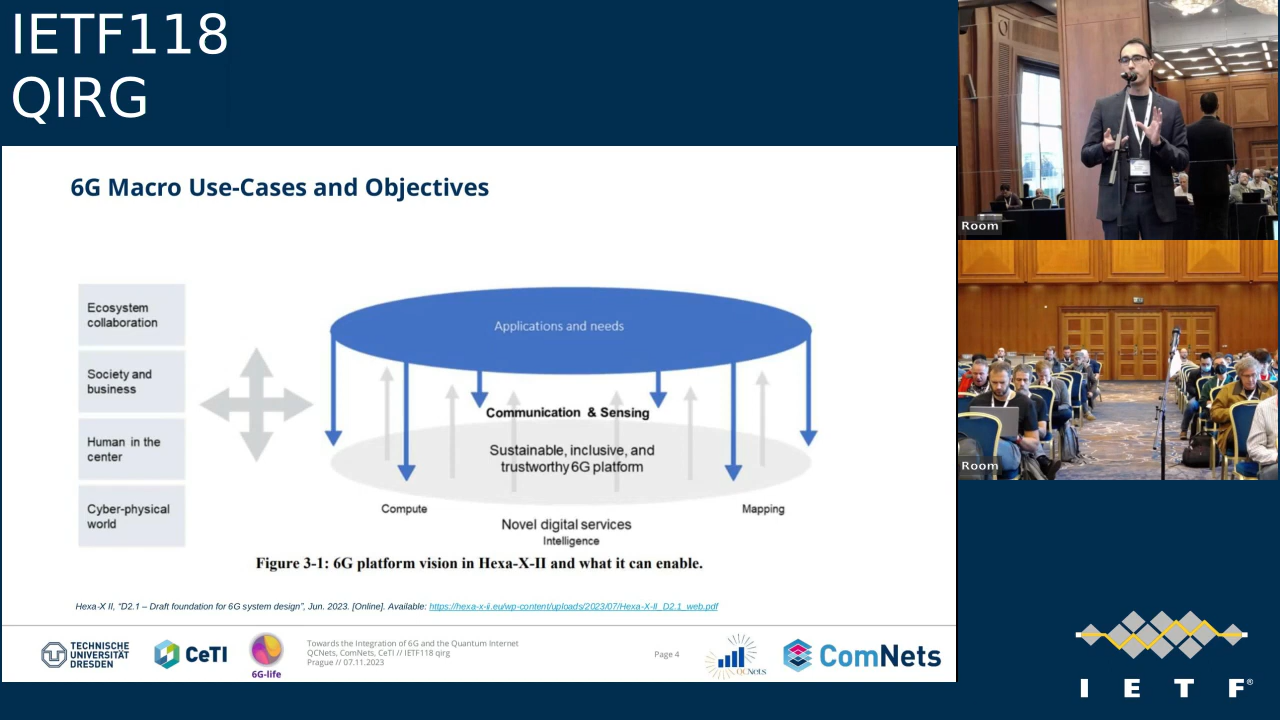 IETF118
QIRG
6G Macro Use-Cases and Objectives
Ecosystem
collaboration
Society and
business
Human in the
center
Cyber-physical
world
Applications and needs
Communication & Sensing
Sustainable, inclusive, and
trustworthy 6G platform
Compute
Mapping
Novel digital services
Intelligence
Figure 3-1: 6G platform vision in Hexa-X-II and what it can enable.
Hexa-X II, "D2.1 – Draft foundation for 6G system design", Jun. 2023. [Online]. Available: https://hexa-x-ii.eu/wp-content/uploads/2023/07/Hexa-X-II_D2.1_web.pdf
TECHNISCHE
UNIVERSITÄT
DRESDEN
CeTI
6G-life
Towards the Integration of 6G and the Quantum Internet
QCNets, ComNets, CeTI // IETF118 qirg
Prague // 07.11.2023
Page 4
QCNets
ComNets
Room
Room
I E T F®